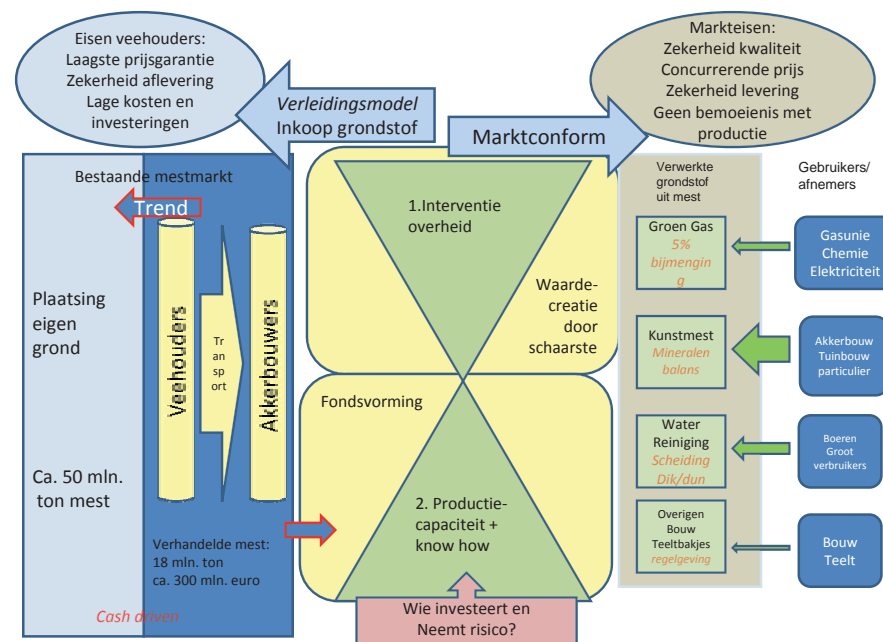 Eisen veehouders:
Laagste prijsgarantie
Zekerheid aflevering
Lage kosten en
investeringen
Verleidingsmodel
Inkoop grondstof
Marktconform
Markteisen:
Zekerheid kwaliteit
Concurrerende prijs
Zekerheid levering
Geen bemoeienis met
productie
Bestaande mestmarkt
Trend
Plaatsing
eigen
grond
Ca. 50 mln.
ton mest
Veehouders
Tr
an
sp
ort
Akkerbouwers
Verhandelde mest:
18 mln. ton
ca. 300 mln. euro
Cash driven
1.Interventie
overheid
Waarde-
creatie
door
schaarste
Fondsvorming
2. Productie-
capaciteit +
know how
Wie investeert en
Neemt risico?
Verwerkte
grondstof
uit mest
Gebruikers/
afnemers
Groen Gas
5%
bijmengin
g
Gasunie
Chemie
Elektriciteit
Kunstmest
Mineralen
balans
Akkerbouw
Tuinbouw
particulier
Water
Reiniging
Scheiding
Dik/dun
Boeren
Groot
verbruikers
Overigen
Bouw
Teeltbakjes
regelgeving
Bouw
Teelt